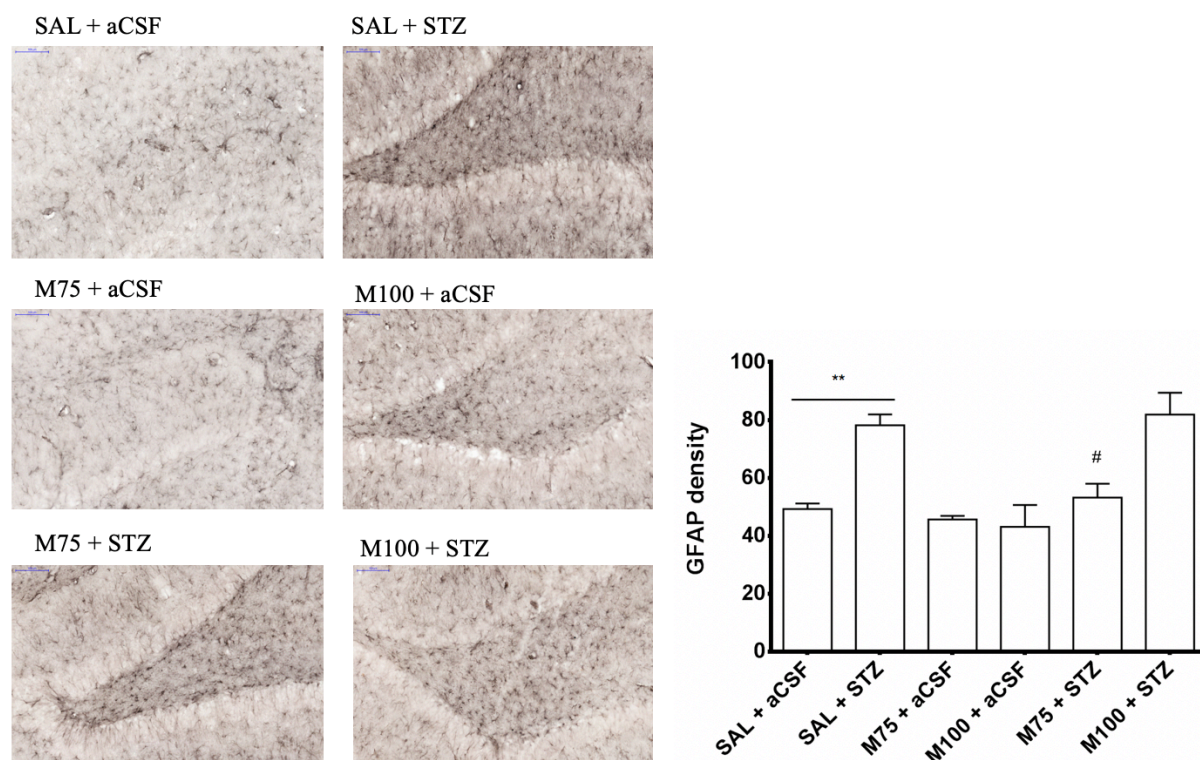 SAL + aCSF
SAL + STZ
M75 + aCSF
M100 + aCSF
M75 + STZ
M100 + STZ
GFAP density
100
80
60
40
20
0
**
#
SAL + aCSF
SAL + STZ
M75 + aCSF
M100 + aCSF
M75 + STZ
M100 + STZ